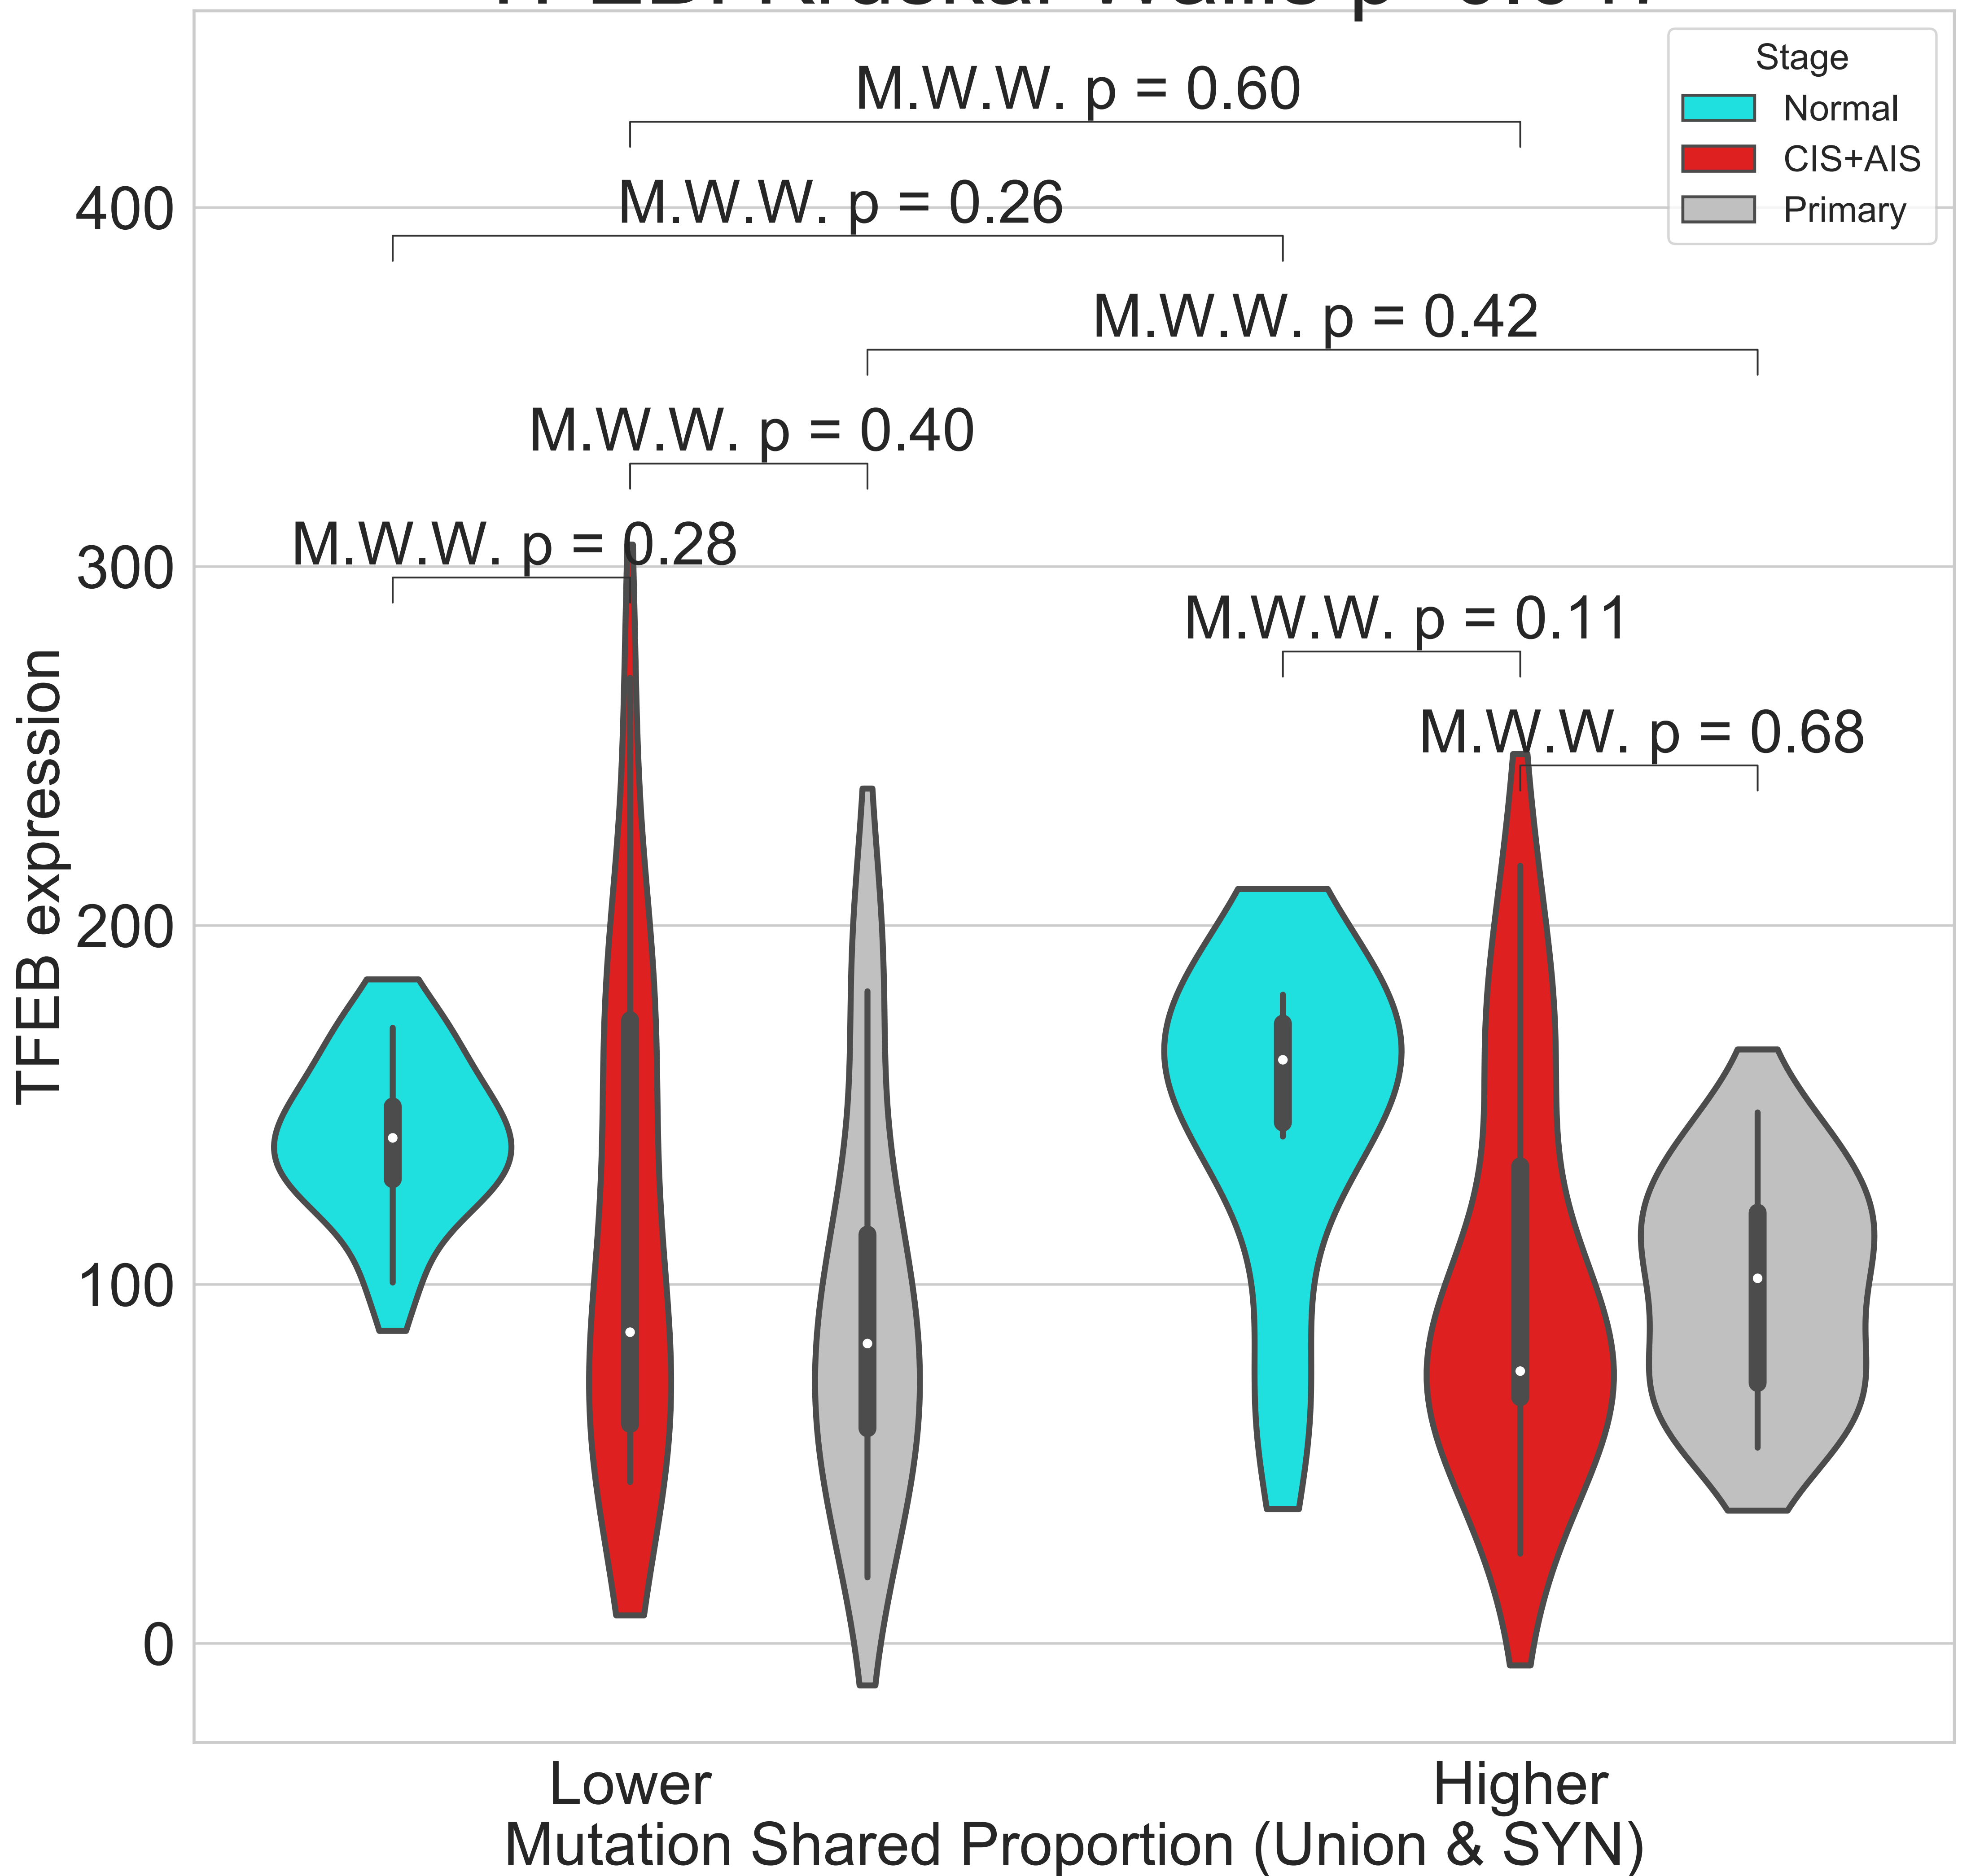 Stage
Normal
CIS+AIS
Primary
M.W.W. p = 0.60
400
M.W.W. p = 0.26
M.W.W. p = 0.42
M.W.W. p = 0.40
M.W.W. p = 0.28
300
M.W.W. p = 0.11
M.W.W. p = 0.68
TFEB expression
200
100
0
Lower
Higher
Mutation Shared Proportion (Union & SYN)